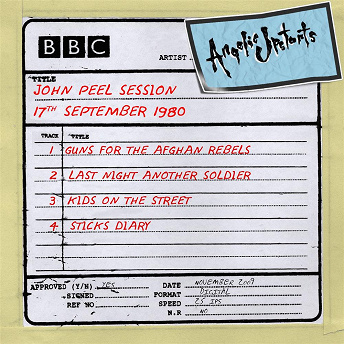 BBC
ARTIST
Angelic Upstarts
TITLE
JOHN PEEL SESSION
17TH SEPTEMBER 1980
TRACK TITLE
1 GUNS FOR THE AFGHAN REBELS
2 LAST NIGHT ANOTHER SOLDIER
3 KIDS ON THE STREET
4 STICKS DIARY
APPROVED (Y/N) YES DATE NOVEMBER 2009
SIGNED FORMAT DIGITAL
REF NO SPEED 25 IPS
N.R NO